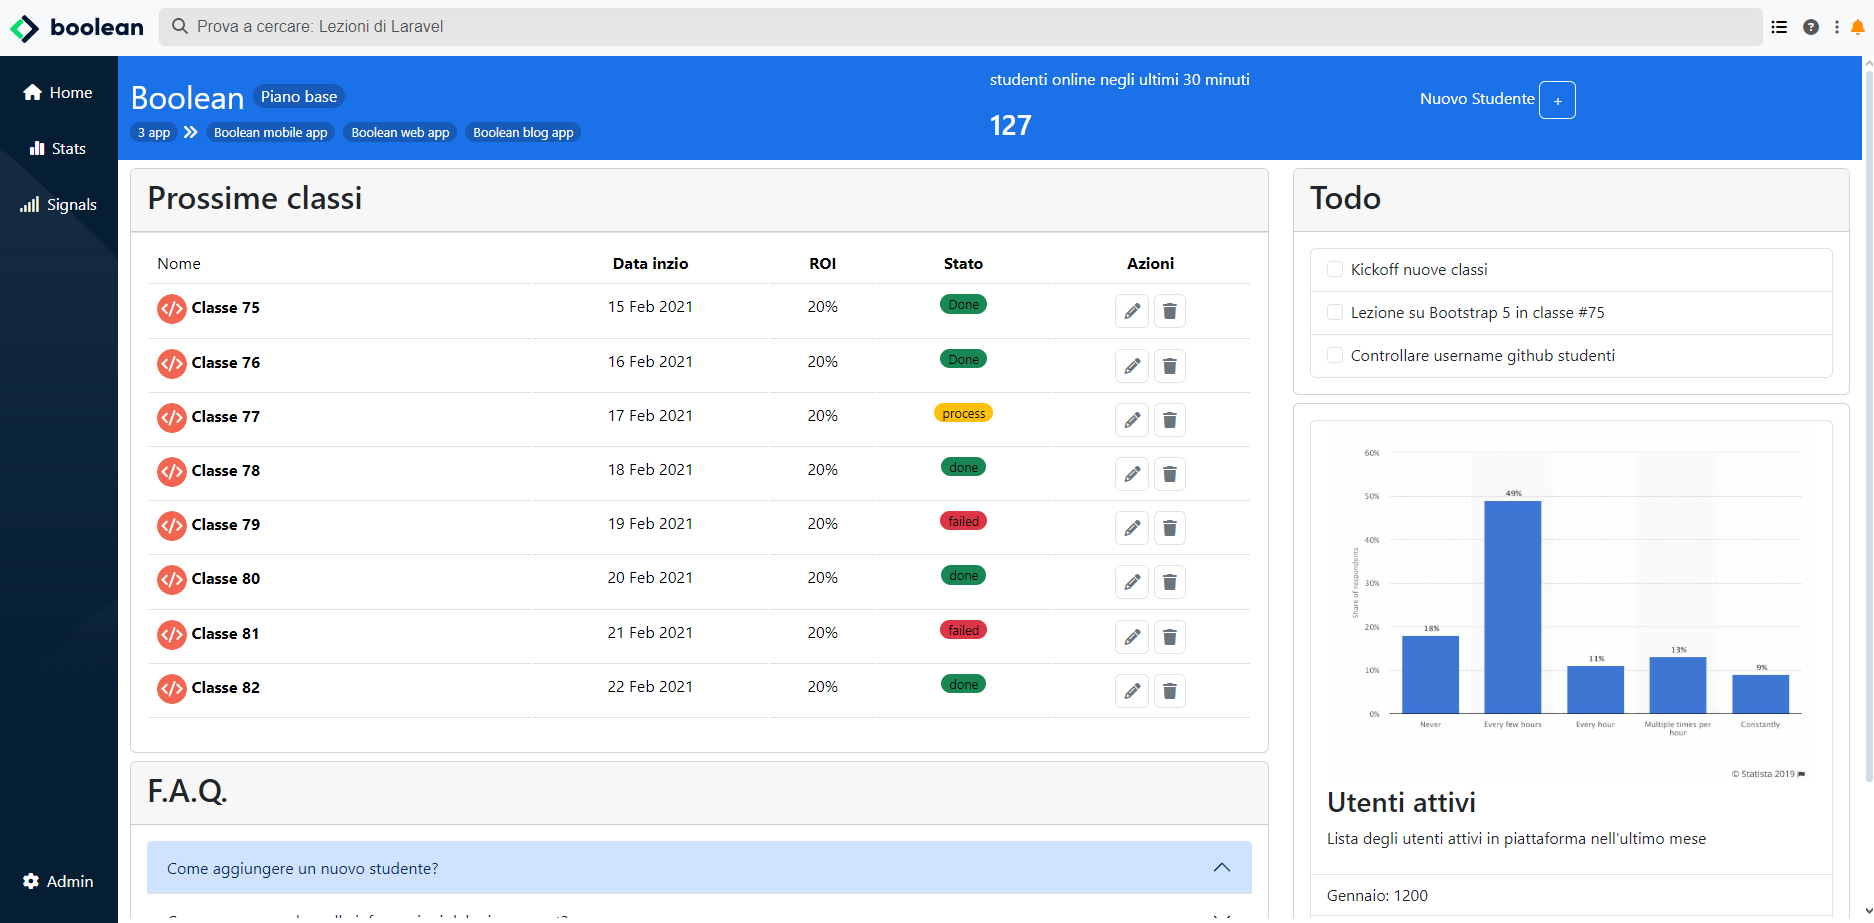 boolean
Prova a cercare: Lezioni di Laravel
Home
Stats
Signals
Admin
Boolean Piano base
3 app Boolean mobile app Boolean web app Boolean blog app
studenti online negli ultimi 30 minuti
127
Nuovo Studente +
Prossime classi
Nome Data inzio ROI Stato Azioni
Classe 75 15 Feb 2021 20% Done
Classe 76 16 Feb 2021 20% Done
Classe 77 17 Feb 2021 20% process
Classe 78 18 Feb 2021 20% done
Classe 79 19 Feb 2021 20% failed
Classe 80 20 Feb 2021 20% done
Classe 81 21 Feb 2021 20% failed
Classe 82 22 Feb 2021 20% done
F.A.Q.
Come aggiungere un nuovo studente?
Todo
Kickoff nuove classi
Lezione su Bootstrap 5 in classe #75
Controllare username github studenti
Share of respondents
60%
50%
40%
30%
20%
10%
0%
18%
49%
11%
13%
9%
Never
Every few hours
Every hour
Multiple times per
hour
Constantly
© Statista 2019
Utenti attivi
Lista degli utenti attivi in piattaforma nell'ultimo mese
Gennaio: 1200